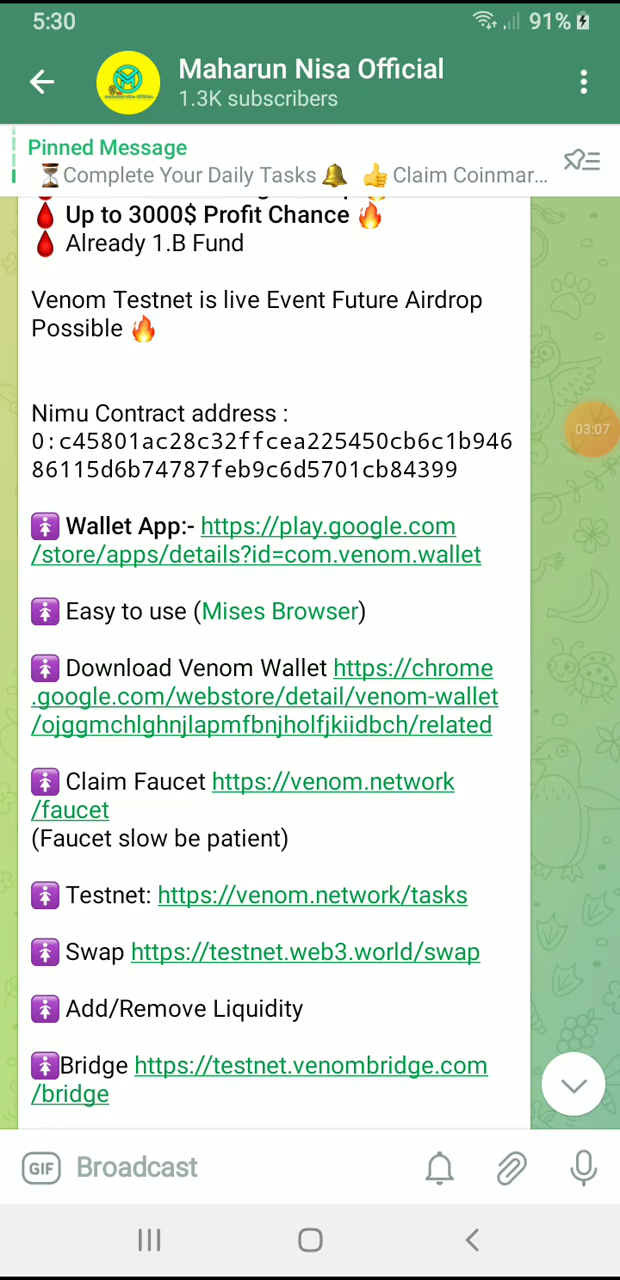 5:30
91%
Maharun Nisa Official
1.3K subscribers
Pinned Message
⏳Complete Your Daily Tasks 🔔 👍 Claim Coinmar...
🩸 Up to 3000$ Profit Chance 🔥
🩸 Already 1.B Fund
Venom Testnet is live Event Future Airdrop
Possible 🔥
Nimu Contract address :
0:c45801ac28c32ffcea225450cb6c1b946
86115d6b74787feb9c6d5701cb84399
03:07
🚺 Wallet App:- https://play.google.com
/store/apps/details?id=com.venom.wallet
🚺 Easy to use (Mises Browser)
🚺 Download Venom Wallet https://chrome
.google.com/webstore/detail/venom-wallet
/ojggmchlghnjlapmfbnjholfjkiidbch/related
🚺 Claim Faucet https://venom.network
/faucet
(Faucet slow be patient)
🚺 Testnet: https://venom.network/tasks
🚺 Swap https://testnet.web3.world/swap
🚺 Add/Remove Liquidity
🚺Bridge https://testnet.venombridge.com
/bridge
GIF Broadcast